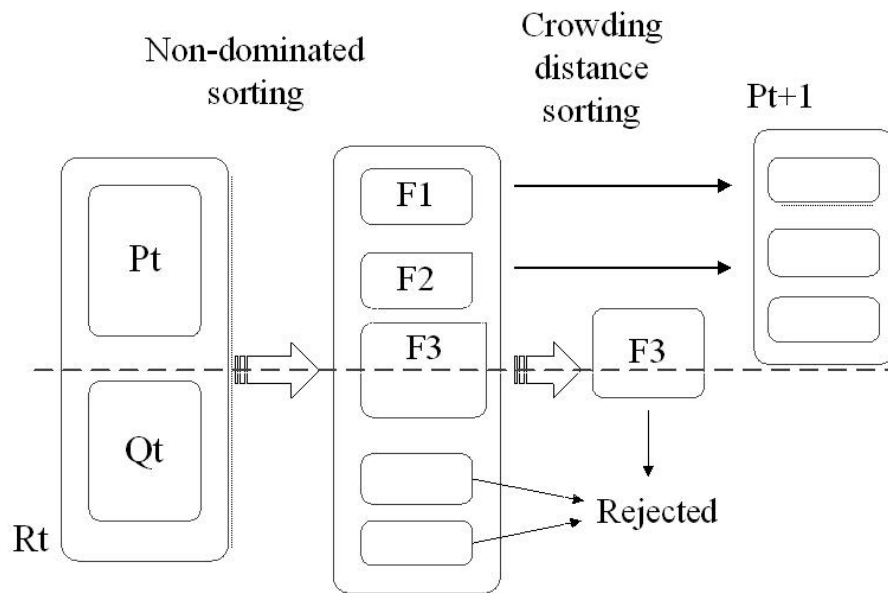 Non-dominated
sorting
Crowding
distance
sorting
Pt+1
F1
Pt
F2
F3
F3
Qt
Rejected
Rt